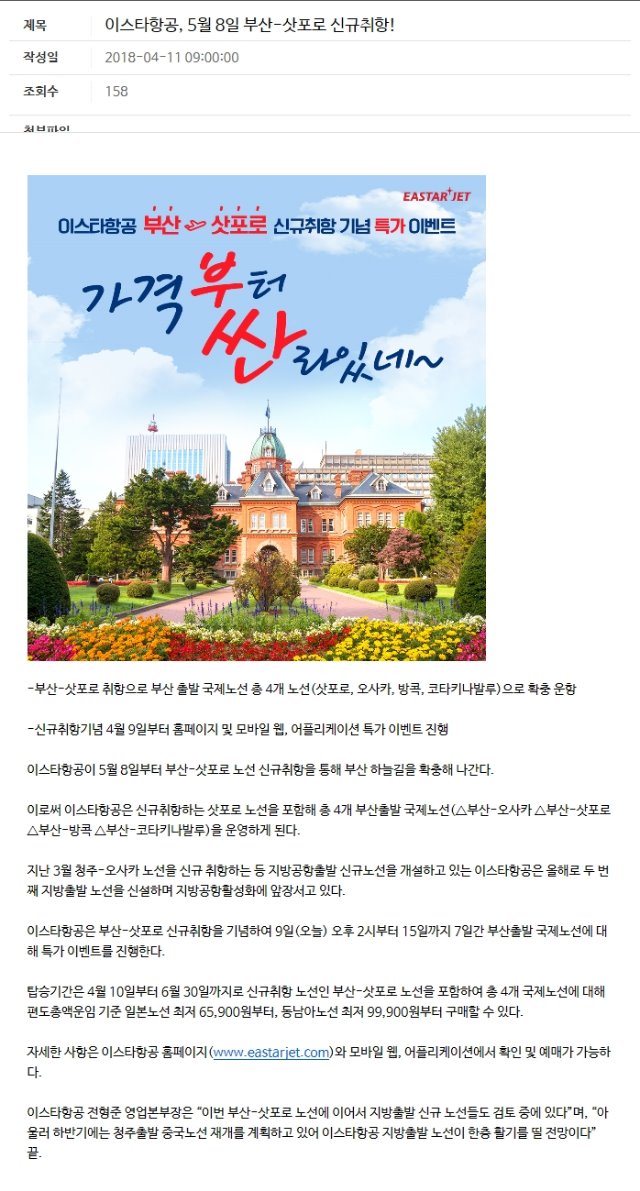 제목 이스타항공, 5월 8일 부산-삿포로 신규취항!
작성일 2018-04-11 09:00:00
조회수 158
첨부파일
EASTAR JET
이스타항공 부산 삿포로 신규취항 기념 특가 이벤트
가격부터
싼라있네~
-부산-삿포로 취항으로 부산 출발 국제노선 총 4개 노선(삿포로, 오사카, 방콕, 코타키나발루)으로 확충 운항
-신규취항기념 4월 9일부터 홈페이지 및 모바일 웹, 어플리케이션 특가 이벤트 진행
이스타항공이 5월 8일부터 부산-삿포로 노선 신규취항을 통해 부산 하늘길을 확충해 나간다.
이로써 이스타항공은 신규취항하는 삿포로 노선을 포함해 총 4개 부산출발 국제노선(△부산-오사카 △부산-삿포로
△부산-방콕 △부산-코타키나발루)을 운영하게 된다.
지난 3월 청주-오사카 노선을 신규 취항하는 등 지방공항출발 신규노선을 개설하고 있는 이스타항공은 올해로 두 번
째 지방출발 노선을 신설하며 지방공항활성화에 앞장서고 있다.
이스타항공은 부산-삿포로 신규취항을 기념하여 9일(오늘) 오후 2시부터 15일까지 7일간 부산출발 국제노선에 대
해 특가 이벤트를 진행한다.
탑승기간은 4월 10일부터 6월 30일까지로 신규취항 노선인 부산-삿포로 노선을 포함하여 총 4개 국제노선에 대해
편도총액운임 기준 일본노선 최저 65,900원부터, 동남아노선 최저 99,900원부터 구매할 수 있다.
자세한 사항은 이스타항공 홈페이지(www.eastarjet.com)와 모바일 웹, 어플리케이션에서 확인 및 예매가 가능하
다.
이스타항공 전형준 영업본부장은 “이번 부산-삿포로 노선에 이어서 지방출발 신규 노선들도 검토 중에 있다”며, “아
울러 하반기에는 청주출발 중국노선 재개를 계획하고 있어 이스타항공 지방출발 노선이 한층 활기를 띌 전망이다”
끝.